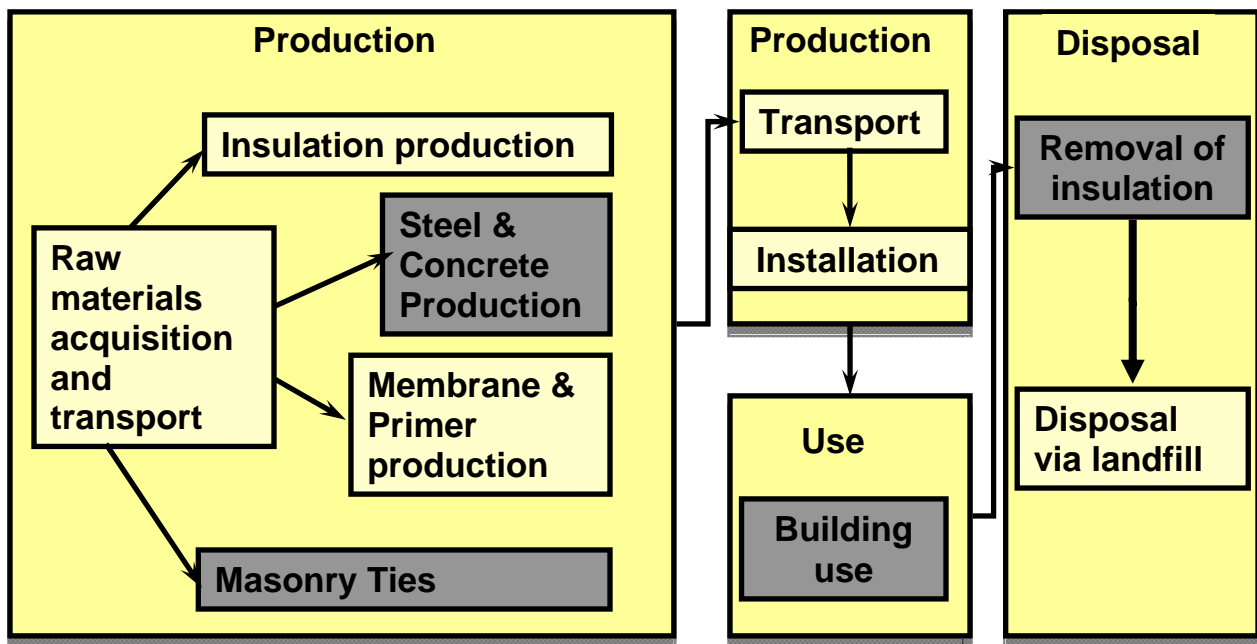 Production
Insulation production
Steel &
Concrete
Production
Raw
materials
acquisition
and
transport
Membrane &
Primer
production
Masonry Ties
Production
Transport
Installation
Use
Building
use
Disposal
Removal of
insulation
Disposal
via landfill